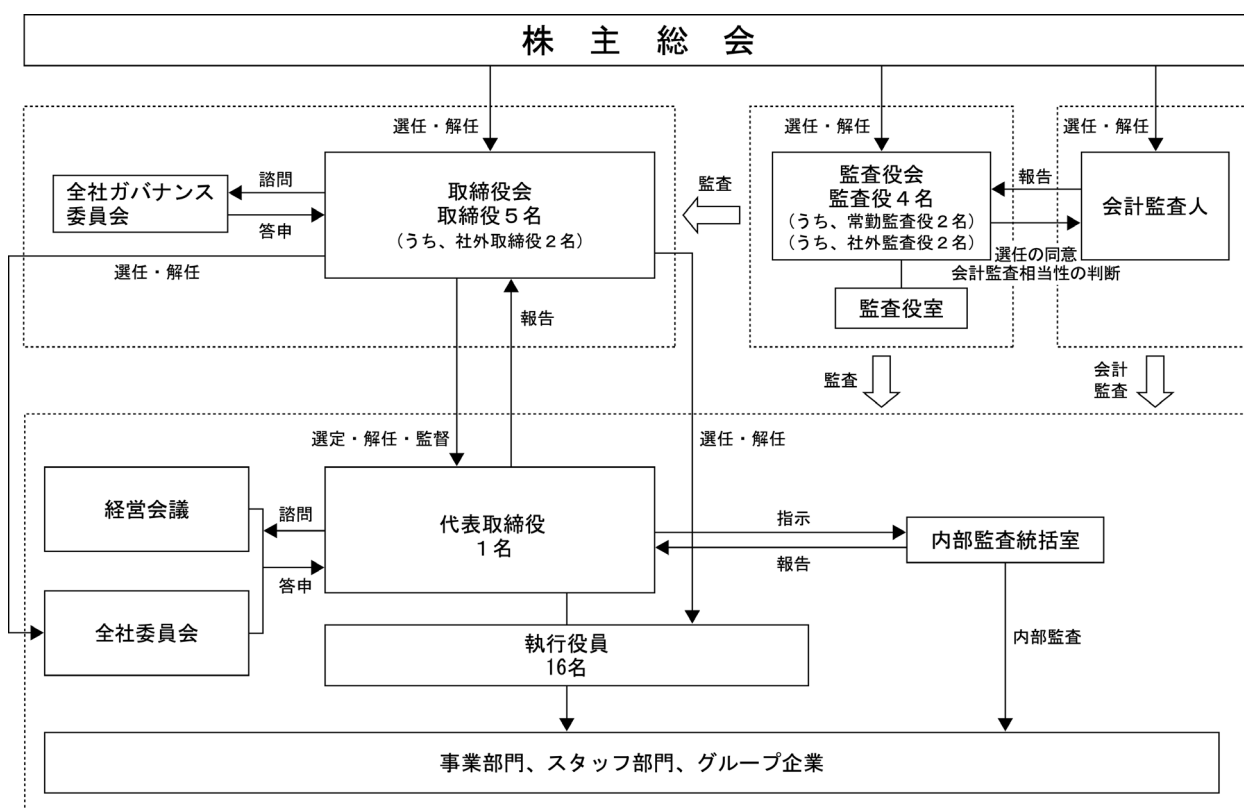 株主総会
選任・解任
選任・解任
選任・解任
全社ガバナンス
委員会
諮問
答申
取締役会
取締役５名
（うち、社外取締役２名）
監査
監査役会
監査役４名
（うち、常勤監査役２名）
（うち、社外監査役２名）
報告
会計監査人
選任の同意
会計監査相当性の判断
選任・解任
監査役室
報告
監査
会計
監査
選定・解任・監督
選任・解任
経営会議
諮問
答申
全社委員会
代表取締役
１名
指示
報告
内部監査統括室
執行役員
16名
内部監査
事業部門、スタッフ部門、グループ企業